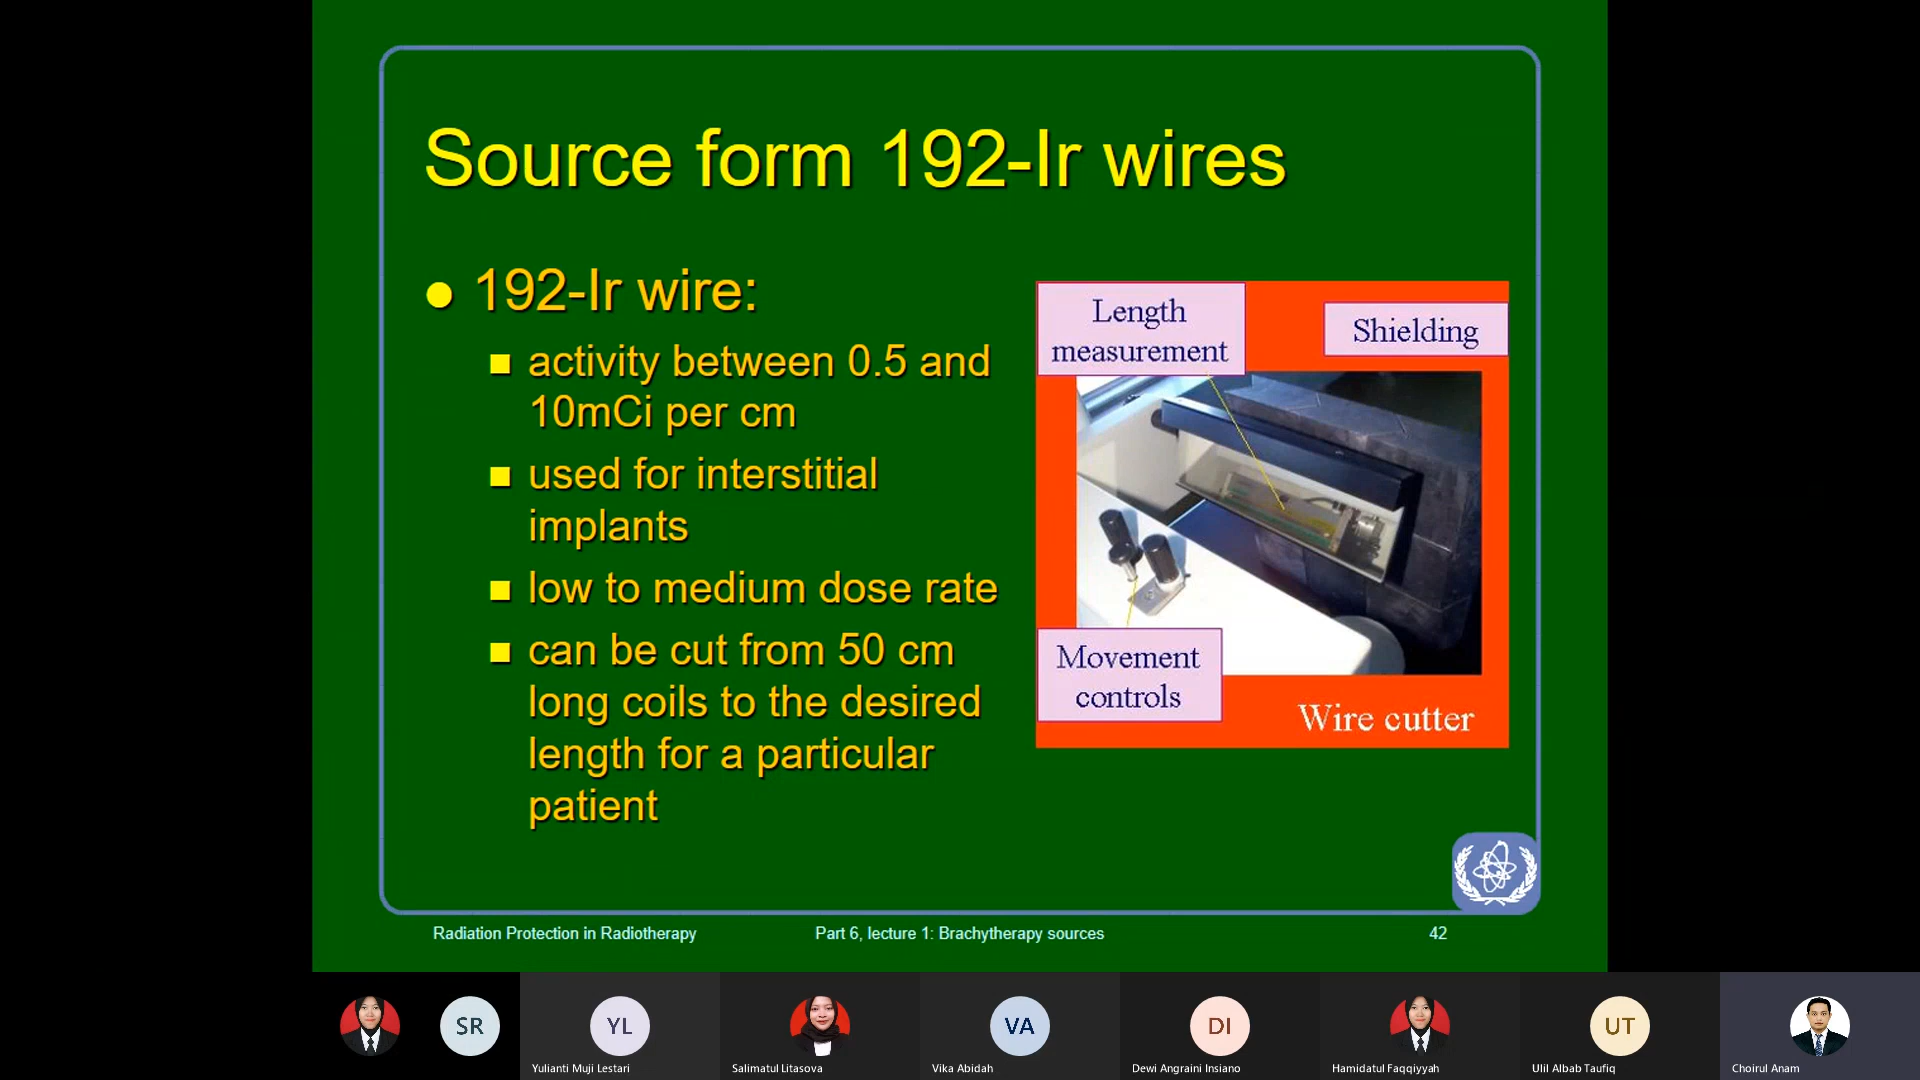 Source form 192-Ir wires
192-Ir wire:
activity between 0.5 and
10mCi per cm
used for interstitial
implants
low to medium dose rate
can be cut from 50 cm
long coils to the desired
length for a particular
patient
Length
measurement
Shielding
Movement
controls
Wire cutter
Radiation Protection in Radiotherapy
Part 6, lecture 1: Brachytherapy sources
42
SR
YL
VA
DI
UT
Yulianti Muji Lestari
Salimatul Litasova
Vika Abidah
Dewi Angraini Insiano
Hamidatul Faqqiyyah
Ulil Albab Taufiq
Choirul Anam